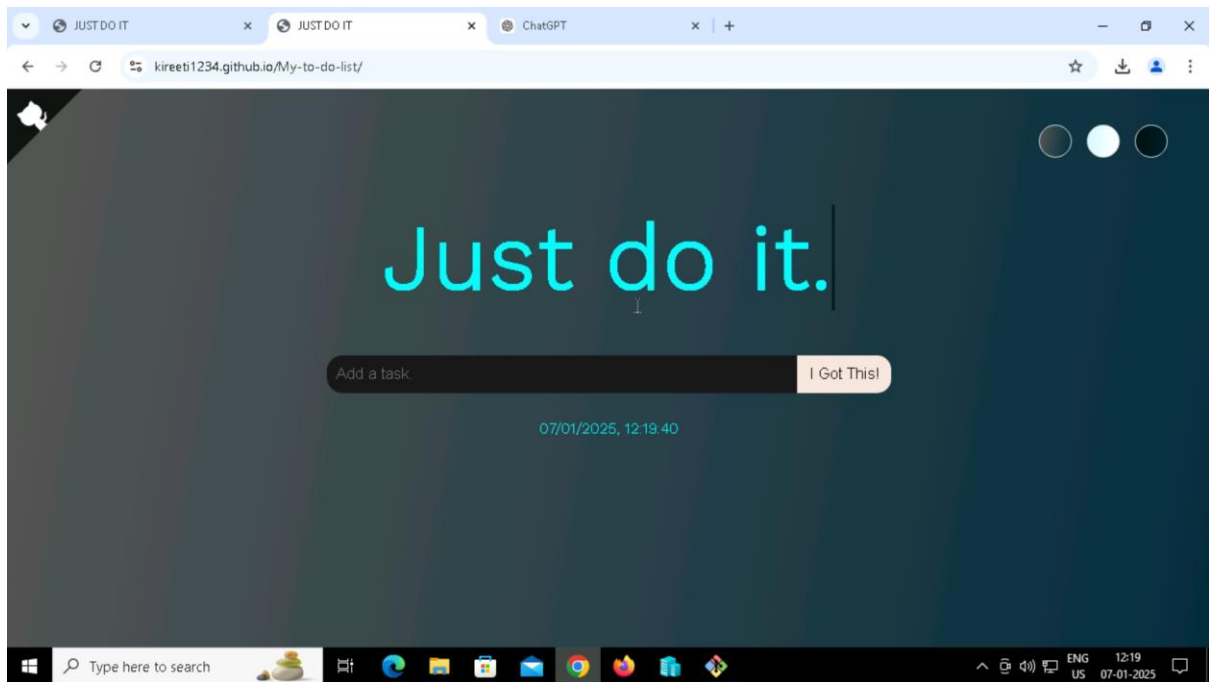 JUST DO IT
JUST DO IT
ChatGPT
kireeti1234.github.io/My-to-do-list/
Just do it.
Add a task.
I Got This!
07/01/2025, 12:19:40
Type here to search
ENG
US
12:19
07-01-2025